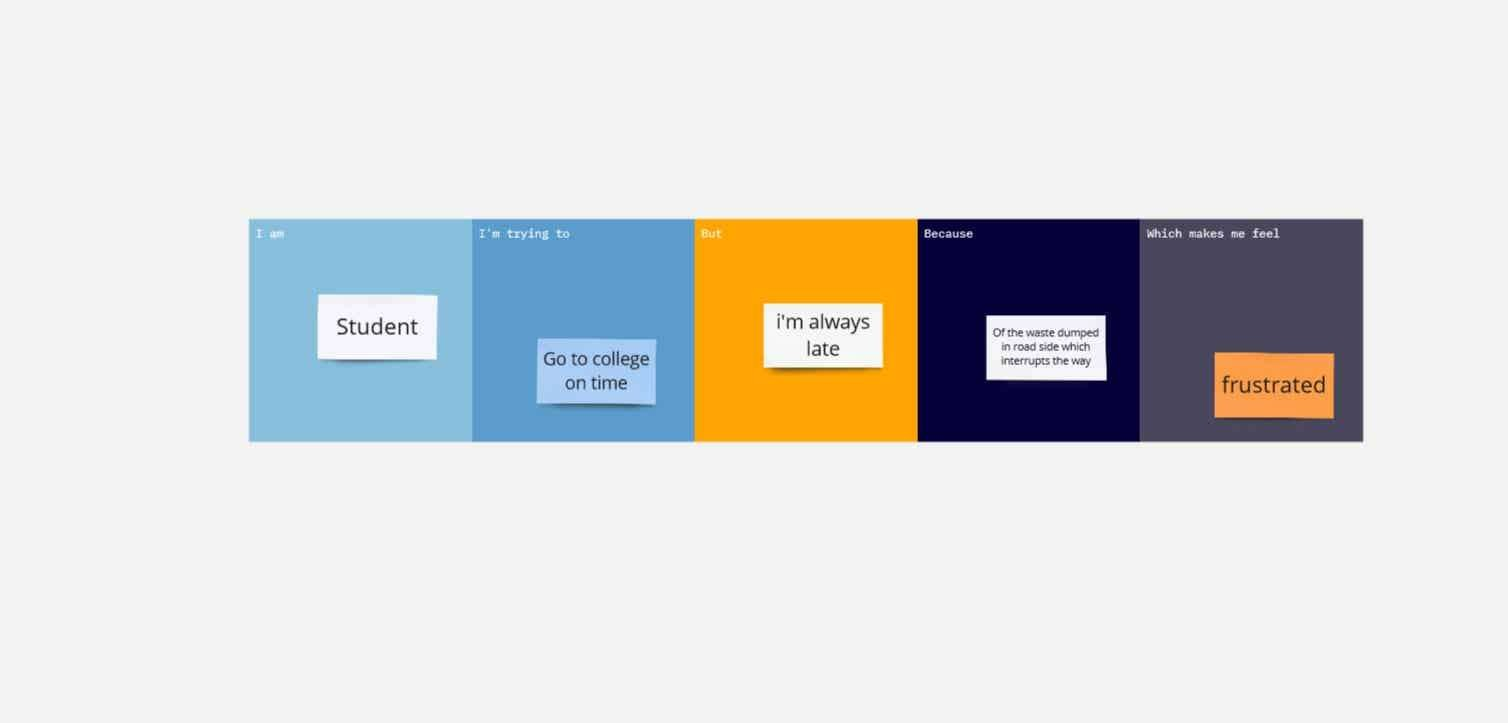 I am
Student
I'm trying to
Go to college
on time
But
i'm always
late
Because
Of the waste dumped
in road side which
interrupts the way
Which makes me feel
frustrated